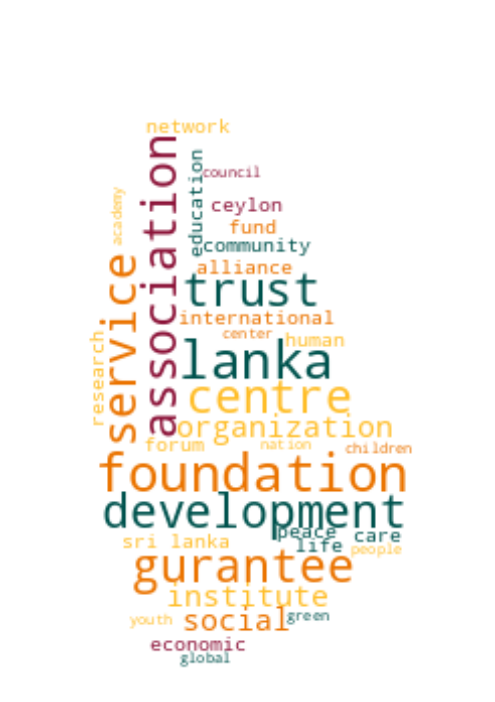 network
association
education
council
academy
ceylon
fund
community
service
alliance
trust
international
center
human
research
lanka
centre
organization
forum
nation
children
foundation
development
peace
care
sri lanka
life
people
gurantee
institute
youth
social
green
economic
global